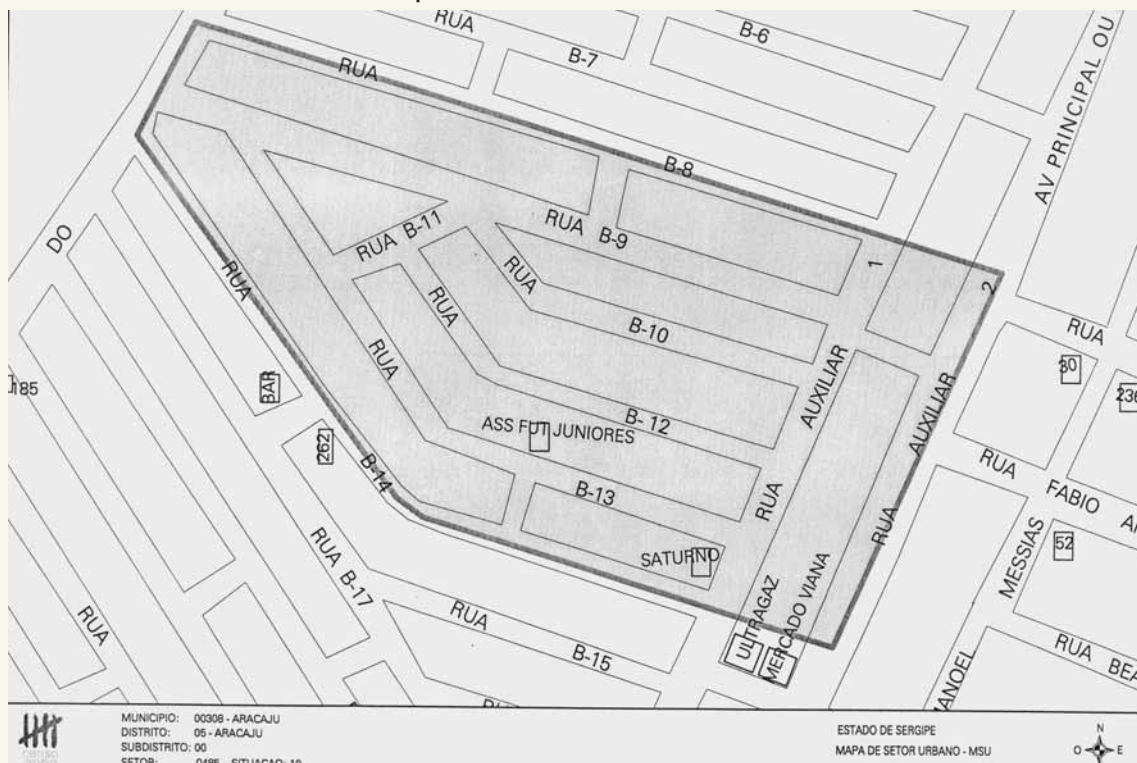 RUA
B-6
B-7
RUA
AV PRINCIPAL OU
B-8
DO
RUA B-11
RUA B-9
1
2
RUA
RUA
RUA
B-10
RUA
RUA
30
236
185
BAR
AUXILIAR
AUXILIAR
ASS FUT JUNIORES
B-12
262
B-14
B-13
RUA
RUA
RUA
FABIO
52
SATURNO
MESSIAS
RUA B-17
ULTRAGAZ
MERCADO VIANA
RUA
B-15
RUA
MANOEL
RUA
MUNICIPIO: 00308 - ARACAJU
DISTRITO: 05 - ARACAJU
SUBDISTRITO: 00
ESTADO DE SERGIPE
MAPA DE SETOR URBANO - MSU
N
O E